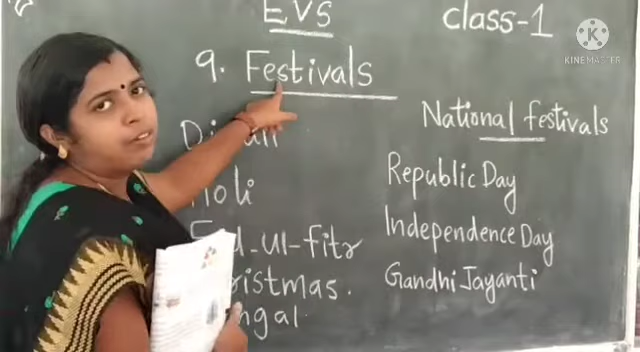 EVS
class-1
9. Festivals
Diwali
Holi
Eid-Ul-fitr
Christmas.
Pongal
National festivals
Republic Day
Independence Day
Gandhi Jayanti
K
KINEMASTER